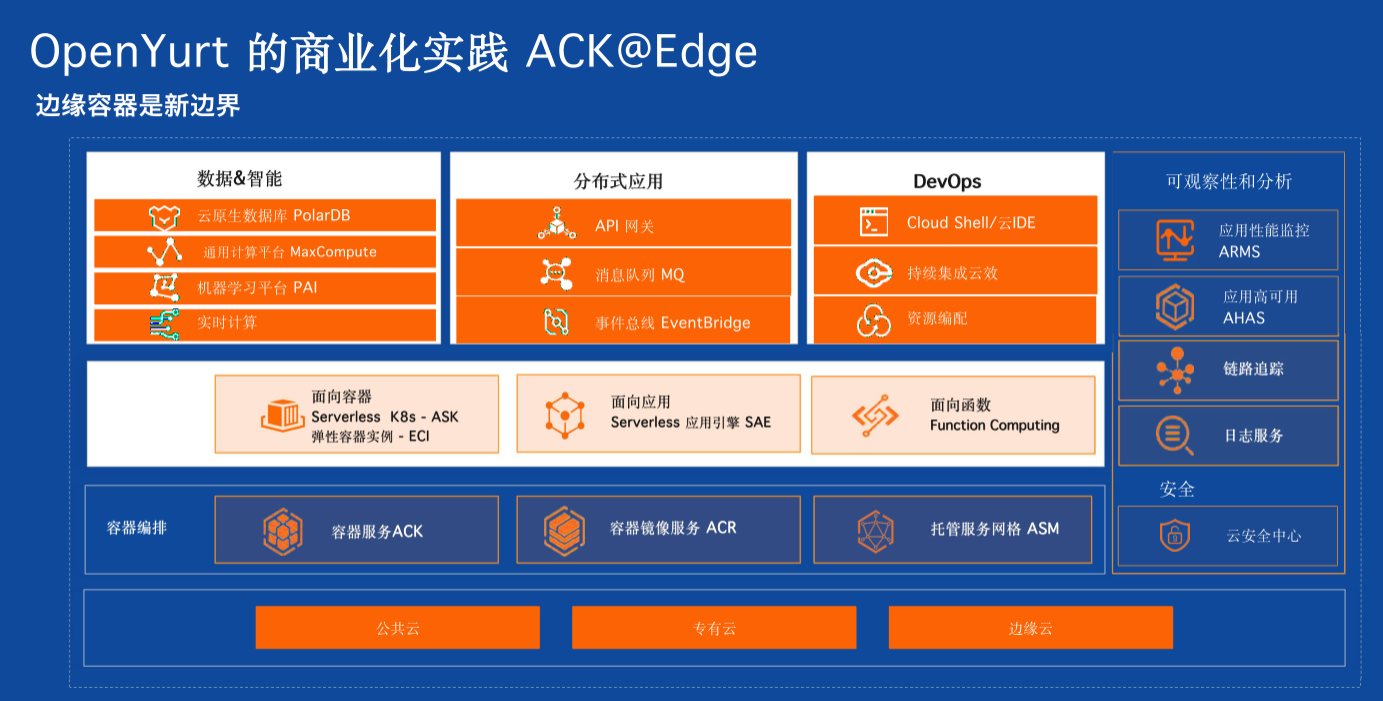 OpenYurt 的商业化实践 ACK@Edge
边缘容器是新边界
数据&智能
云原生数据库 PolarDB
通用计算平台 MaxCompute
机器学习平台 PAI
实时计算
分布式应用
API 网关
消息队列 MQ
事件总线 EventBridge
DevOps
Cloud Shell/云IDE
持续集成云效
资源编配
可观察性和分析
应用性能监控
ARMS
应用高可用
AHAS
链路追踪
日志服务
安全
云安全中心
面向容器
Serverless K8s - ASK
弹性容器实例 - ECI
面向应用
Serverless 应用引擎 SAE
面向函数
Function Computing
容器编排
容器服务ACK
容器镜像服务 ACR
托管服务网格 ASM
公共云
专有云
边缘云